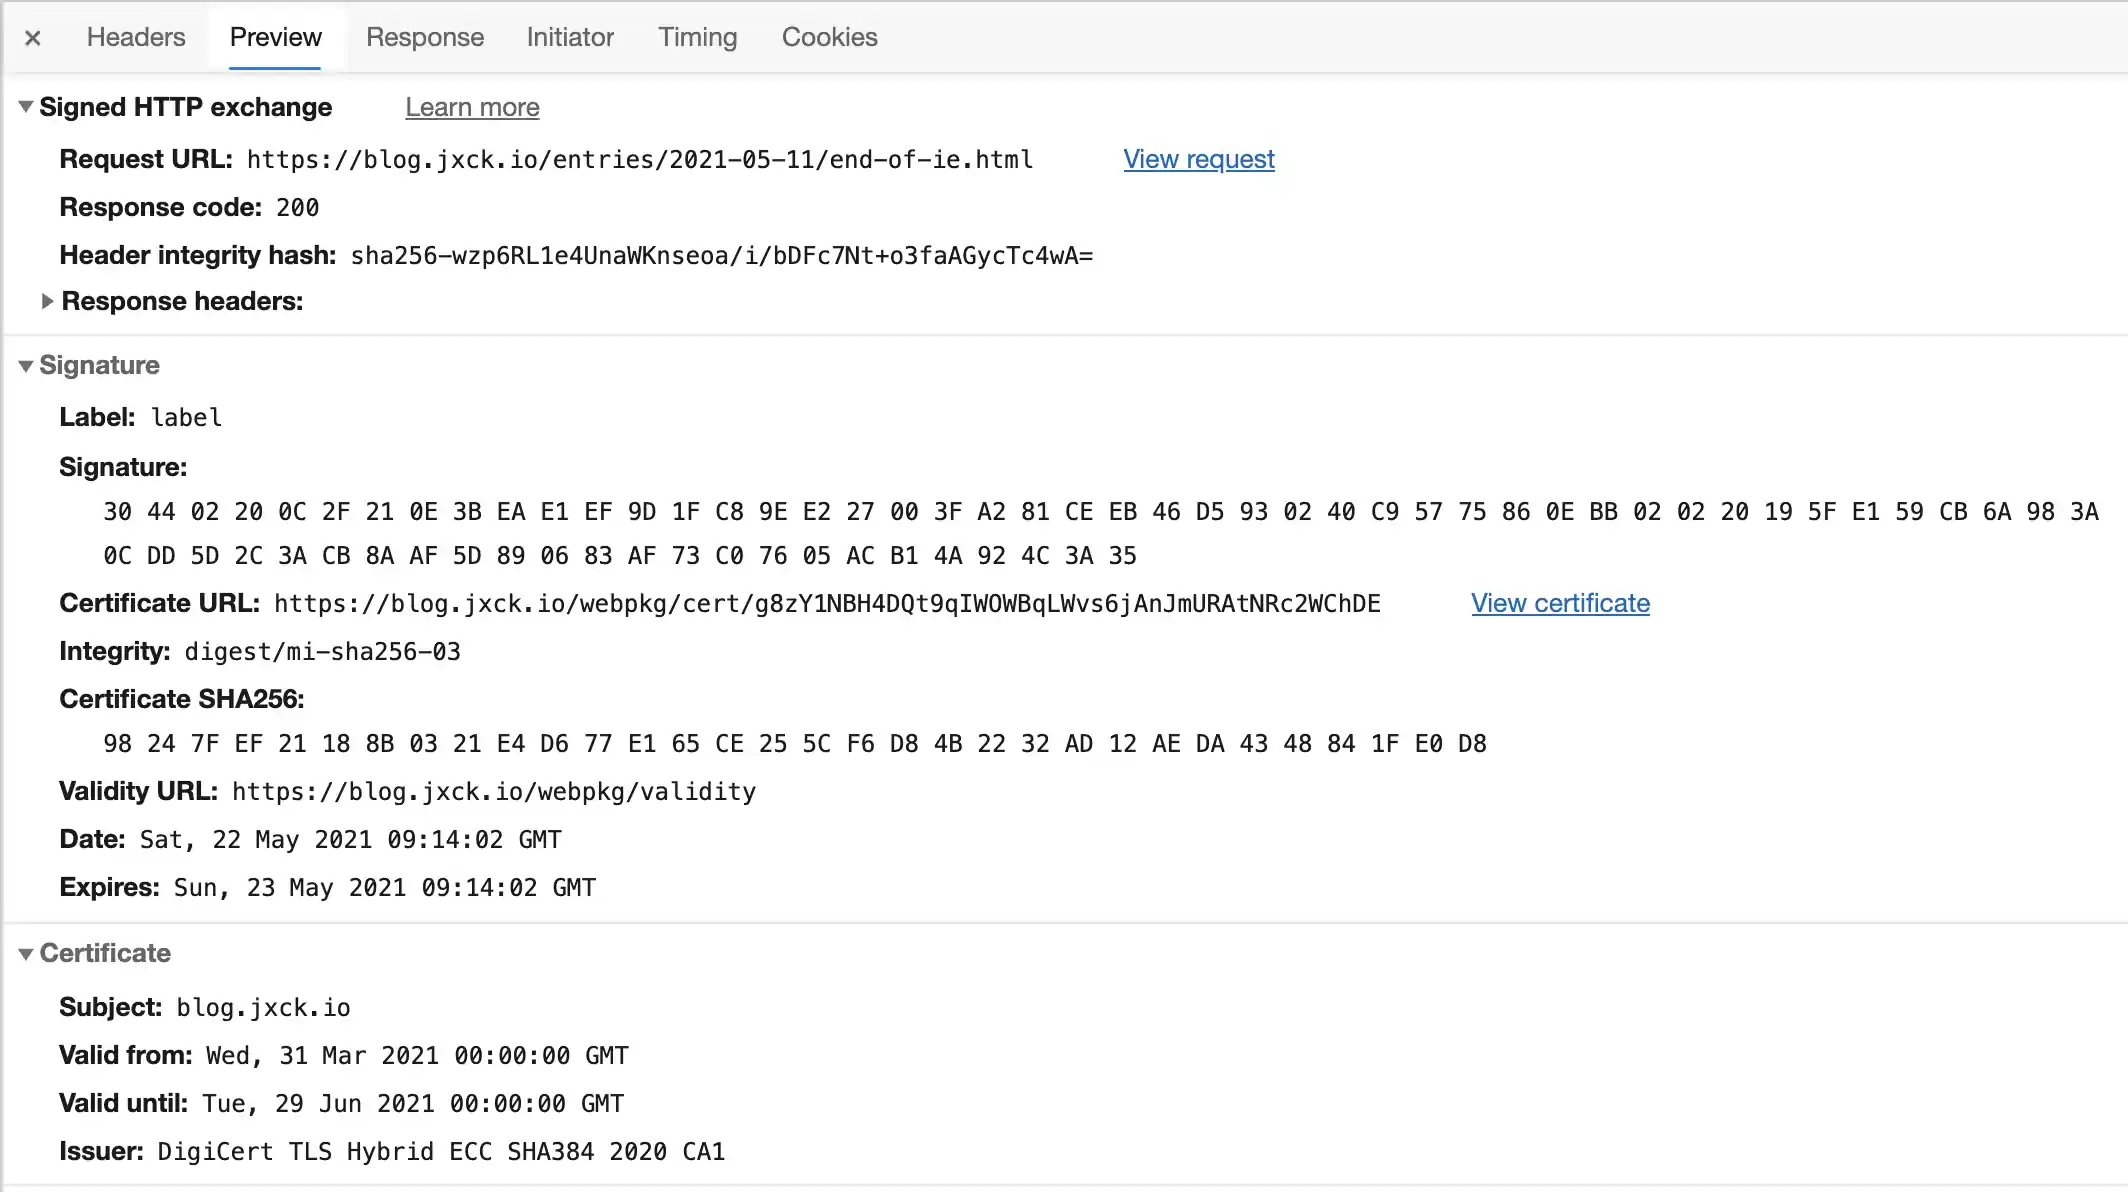 × Headers Preview Response Initiator Timing Cookies
Signed HTTP exchange Learn more
Request URL: https://blog.jxck.io/entries/2021-05-11/end-of-ie.html View request
Response code: 200
Header integrity hash: sha256-wzp6RL1e4UnaWKnseoa/i/bDFc7Nt+o3faAGycTc4wA=
Response headers:
Signature
Label: label
Signature:
30 44 02 20 0C 2F 21 0E 3B EA E1 EF 9D 1F C8 9E E2 27 00 3F A2 81 CE EB 46 D5 93 02 40 C9 57 75 86 0E BB 02 02 20 19 5F E1 59 CB 6A 98 3A
0C DD 5D 2C 3A CB 8A AF 5D 89 06 83 AF 73 C0 76 05 AC B1 4A 92 4C 3A 35
Certificate URL: https://blog.jxck.io/webpkg/cert/g8zY1NBH4DQt9qIWOWBqLWvs6jAnJmURAtNRc2WChDE View certificate
Integrity: digest/mi-sha256-03
Certificate SHA256:
98 24 7F EF 21 18 8B 03 21 E4 D6 77 E1 65 CE 25 5C F6 D8 4B 22 32 AD 12 AE DA 43 48 84 1F E0 D8
Validity URL: https://blog.jxck.io/webpkg/validity
Date: Sat, 22 May 2021 09:14:02 GMT
Expires: Sun, 23 May 2021 09:14:02 GMT
Certificate
Subject: blog.jxck.io
Valid from: Wed, 31 Mar 2021 00:00:00 GMT
Valid until: Tue, 29 Jun 2021 00:00:00 GMT
Issuer: DigiCert TLS Hybrid ECC SHA384 2020 CA1